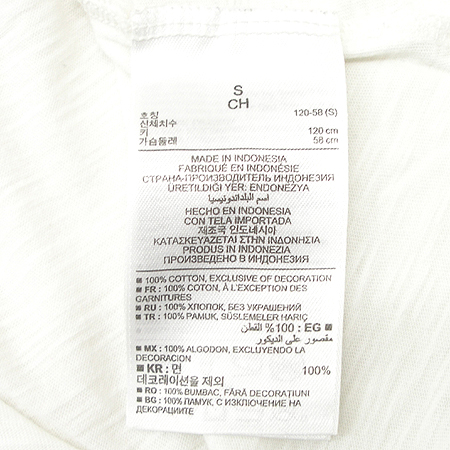 S
CH
호칭 120-58 (S)
신체치수
키 120 cm
가슴둘레 58 cm
MADE IN INDONESIA
FABRIQUÉ EN INDONÉSIE
СТРАНА-ПРОИЗВОДИТЕЛЬ ИНДОНЕЗИЯ
ÜRETILDIĞI YER: ENDONEZYA
اسم البلد/اندونيسيا
HECHO EN INDONESIA
CON TELA IMPORTADA
제조국 인도네시아
ΚΑΤΑΣΚΕΥΑΖΕΤΑΙ ΣΤΗΝ ΙΝΔΟΝΗΣΙΑ
PRODUS IN INDONEZIA
ПРОИЗВЕДЕНО В ИНДОНЕЗИЯ
■ 100% COTTON, EXCLUSIVE OF DECORATION
■ FR : 100% COTON, À L'EXCEPTION DES
GARNITURES
■ RU : 100% ХЛОПОК, БЕЗ УКРАШЕНИЙ
■ TR : 100% PAMUK, SÜSLEMELER HARIÇ
■ EG : 100% القطن
مقصور على الديكور
■ MX : 100% ALGODON, EXCLUYENDO LA
DECORACION
■ KR : 면 100%
데코레이션을 제외
■ RO : 100% BUMBAC, FĂRĂ DECORAȚIUNI
■ BG : 100% ПАМУК, С ИЗКЛЮЧЕНИЕ НА
ДЕКОРАЦИИТЕ